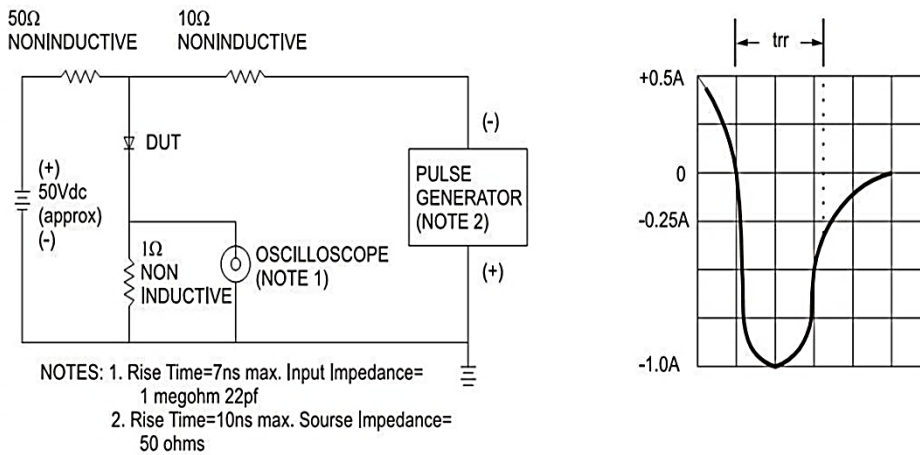 50Ω
NONINDUCTIVE
10Ω
NONINDUCTIVE
trr
+0.5A
0
-0.25A
-1.0A
DUT
(+)
50Vdc
(approx)
(-)
(-)
PULSE
GENERATOR
(NOTE 2)
(+)
1Ω
NON
INDUCTIVE
OSCILLOSCOPE
(NOTE 1)
NOTES: 1. Rise Time=7ns max. Input Impedance=
1 megohm 22pf
2. Rise Time=10ns max. Sourse Impedance=
50 ohms